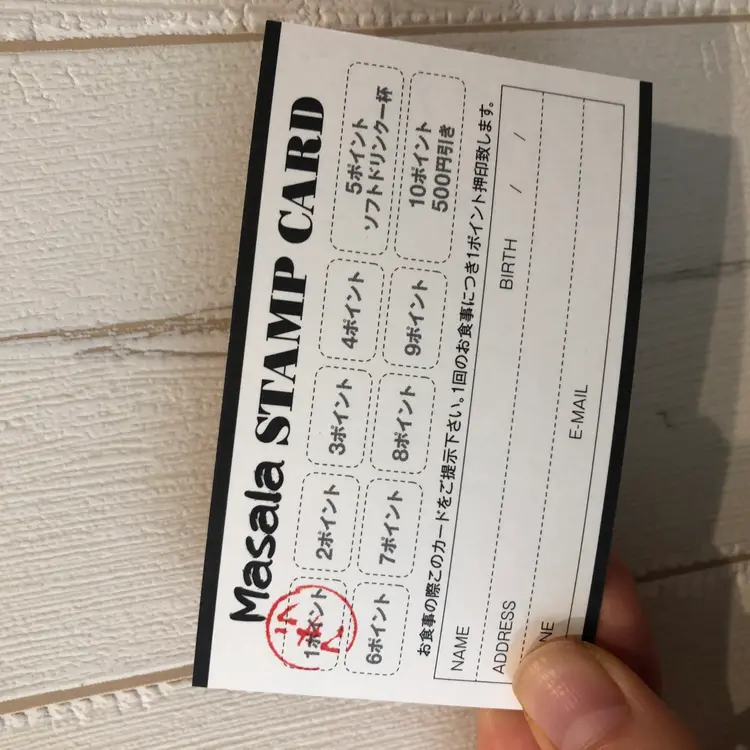 Masala STAMP CARD
1ポイント
2ポイント
3ポイント
4ポイント
5ポイント
ソフトドリンク一杯
6ポイント
7ポイント
8ポイント
9ポイント
10ポイント
500円引き
お食事の際このカードをご提示下さい。1回のお食事につき1ポイント押印致します。
NAME
BIRTH / /
ADDRESS
NE
E-MAIL